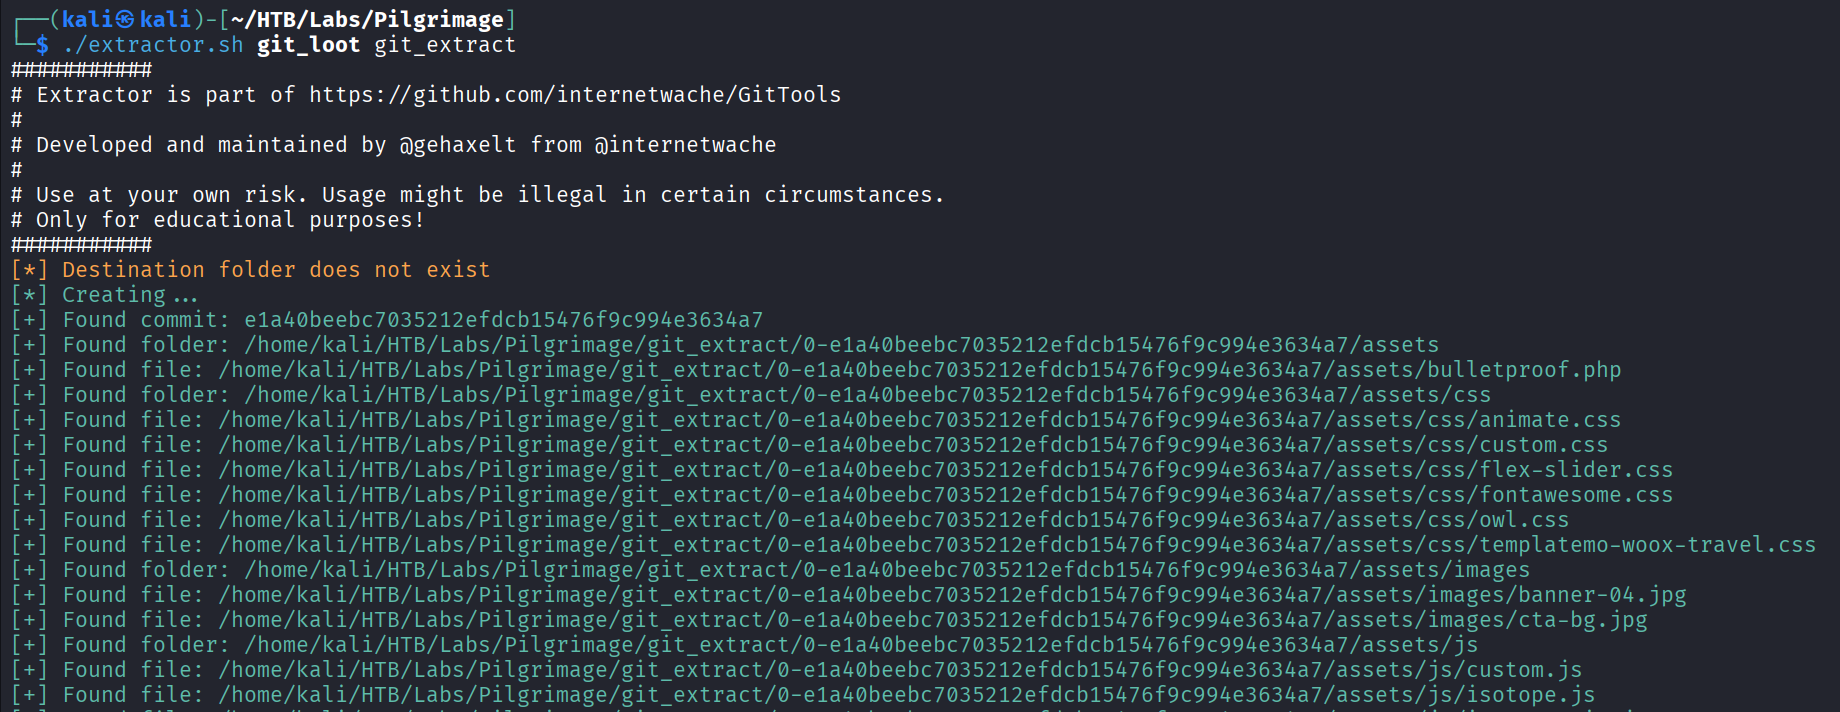 ┌──(kali㉿kali)-[~/HTB/Labs/Pilgrimage]
└─$ ./extractor.sh git_loot git_extract
###########
# Extractor is part of https://github.com/internetwache/GitTools
#
# Developed and maintained by @gehaxelt from @internetwache
#
# Use at your own risk. Usage might be illegal in certain circumstances.
# Only for educational purposes!
###########
[*] Destination folder does not exist
[*] Creating...
[+] Found commit: e1a40beebc7035212efdcb15476f9c994e3634a7
[+] Found folder: /home/kali/HTB/Labs/Pilgrimage/git_extract/0-e1a40beebc7035212efdcb15476f9c994e3634a7/assets
[+] Found file: /home/kali/HTB/Labs/Pilgrimage/git_extract/0-e1a40beebc7035212efdcb15476f9c994e3634a7/assets/bulletproof.php
[+] Found folder: /home/kali/HTB/Labs/Pilgrimage/git_extract/0-e1a40beebc7035212efdcb15476f9c994e3634a7/assets/css
[+] Found file: /home/kali/HTB/Labs/Pilgrimage/git_extract/0-e1a40beebc7035212efdcb15476f9c994e3634a7/assets/css/animate.css
[+] Found file: /home/kali/HTB/Labs/Pilgrimage/git_extract/0-e1a40beebc7035212efdcb15476f9c994e3634a7/assets/css/custom.css
[+] Found file: /home/kali/HTB/Labs/Pilgrimage/git_extract/0-e1a40beebc7035212efdcb15476f9c994e3634a7/assets/css/flex-slider.css
[+] Found file: /home/kali/HTB/Labs/Pilgrimage/git_extract/0-e1a40beebc7035212efdcb15476f9c994e3634a7/assets/css/fontawesome.css
[+] Found file: /home/kali/HTB/Labs/Pilgrimage/git_extract/0-e1a40beebc7035212efdcb15476f9c994e3634a7/assets/css/owl.css
[+] Found file: /home/kali/HTB/Labs/Pilgrimage/git_extract/0-e1a40beebc7035212efdcb15476f9c994e3634a7/assets/css/templatemo-woox-travel.css
[+] Found folder: /home/kali/HTB/Labs/Pilgrimage/git_extract/0-e1a40beebc7035212efdcb15476f9c994e3634a7/assets/images
[+] Found file: /home/kali/HTB/Labs/Pilgrimage/git_extract/0-e1a40beebc7035212efdcb15476f9c994e3634a7/assets/images/banner-04.jpg
[+] Found file: /home/kali/HTB/Labs/Pilgrimage/git_extract/0-e1a40beebc7035212efdcb15476f9c994e3634a7/assets/images/cta-bg.jpg
[+] Found folder: /home/kali/HTB/Labs/Pilgrimage/git_extract/0-e1a40beebc7035212efdcb15476f9c994e3634a7/assets/js
[+] Found file: /home/kali/HTB/Labs/Pilgrimage/git_extract/0-e1a40beebc7035212efdcb15476f9c994e3634a7/assets/js/custom.js
[+] Found file: /home/kali/HTB/Labs/Pilgrimage/git_extract/0-e1a40beebc7035212efdcb15476f9c994e3634a7/assets/js/isotope.js